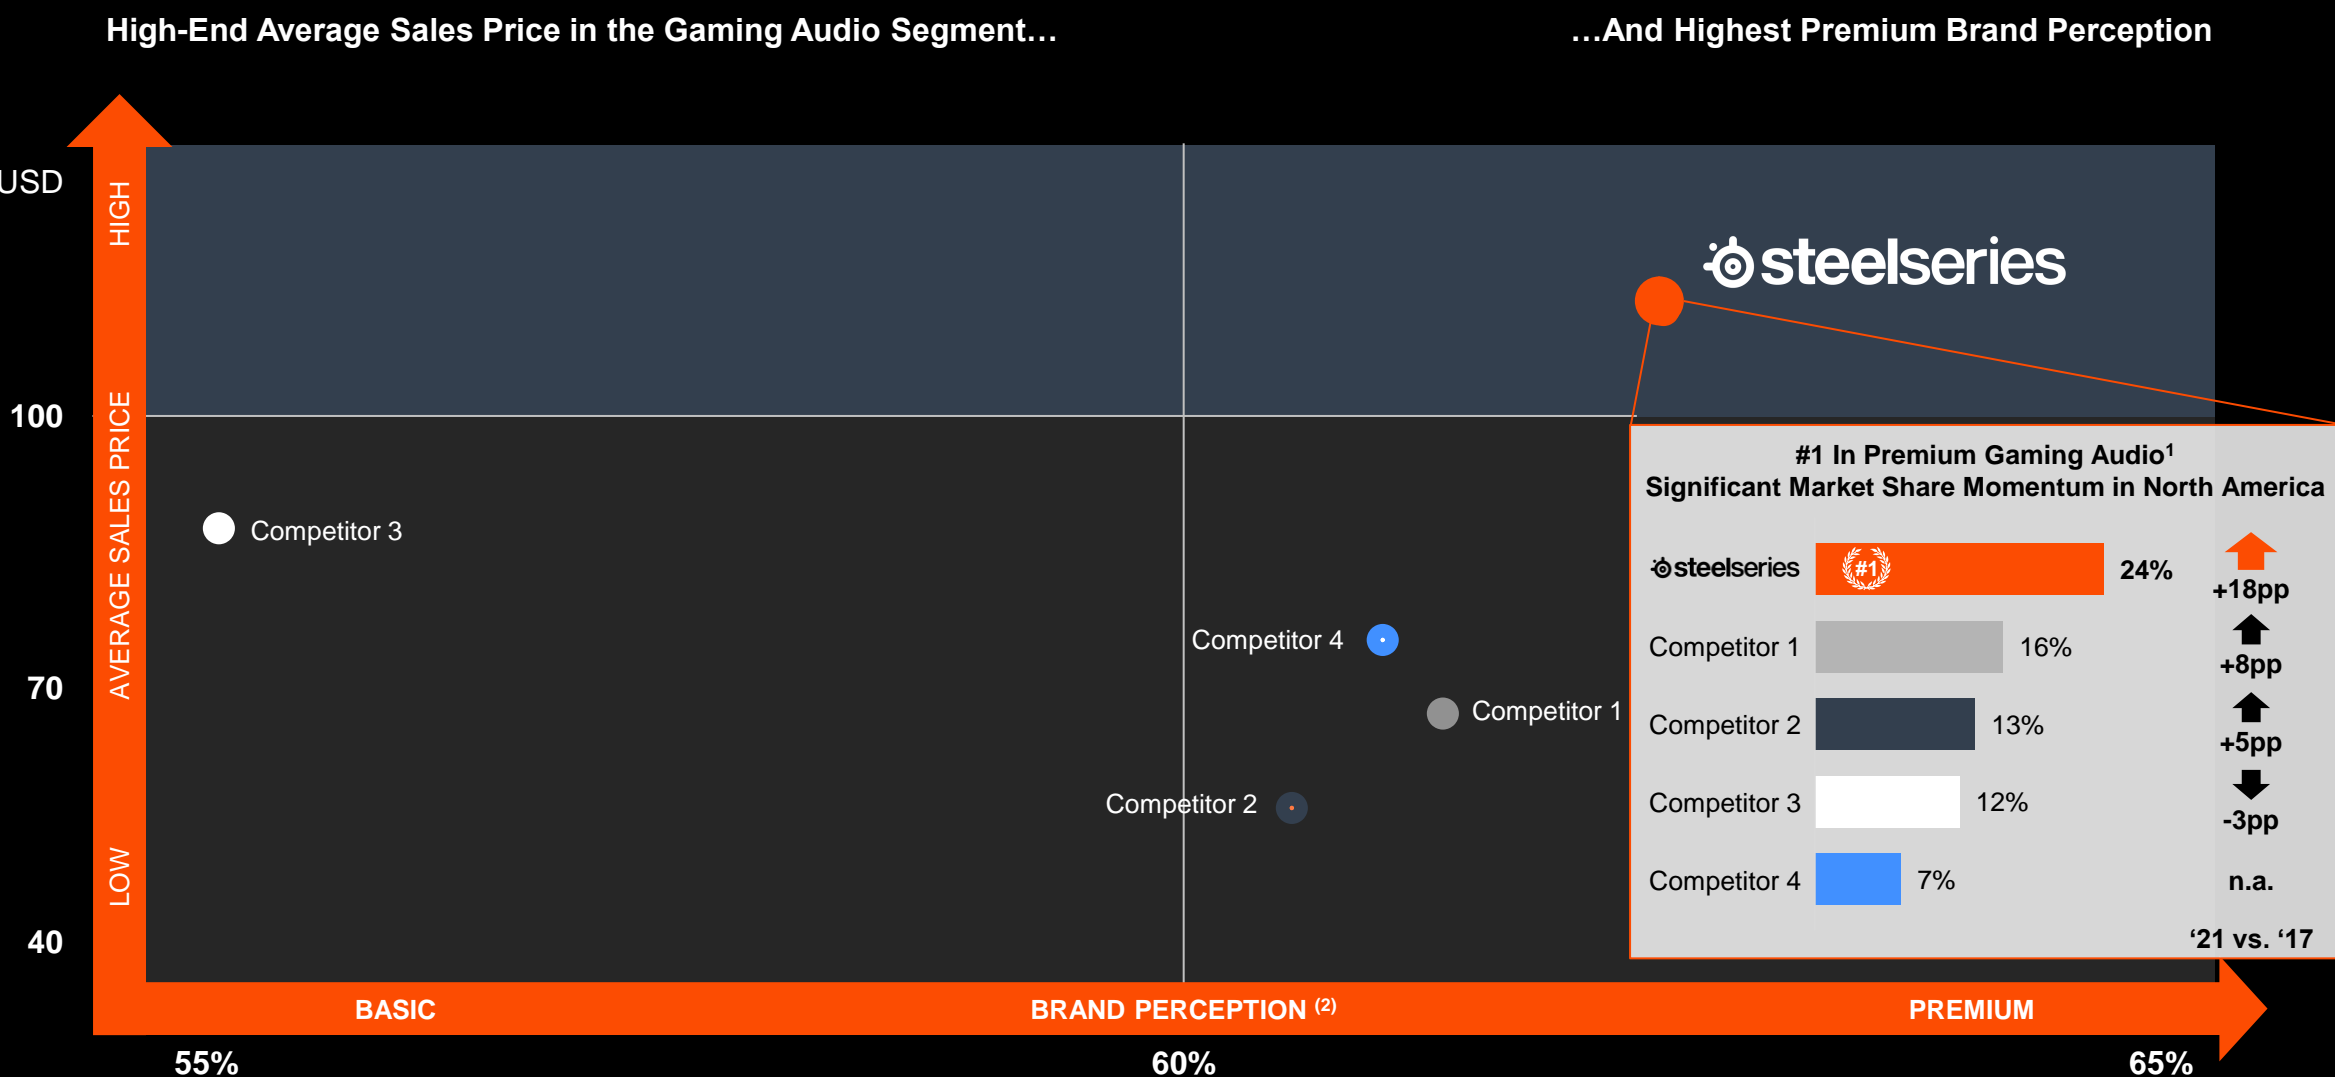 High-End Average Sales Price in the Gaming Audio Segment…
…And Highest Premium Brand Perception
USD
HIGH
AVERAGE SALES PRICE
LOW
100
70
40
steelseries
Competitor 3
Competitor 4
Competitor 1
Competitor 2
#1 In Premium Gaming Audio¹
Significant Market Share Momentum in North America
steelseries #1 24% +18pp
Competitor 1 16% +8pp
Competitor 2 13% +5pp
Competitor 3 12% -3pp
Competitor 4 7% n.a.
‘21 vs. ‘17
BASIC BRAND PERCEPTION (2) PREMIUM
55% 60% 65%